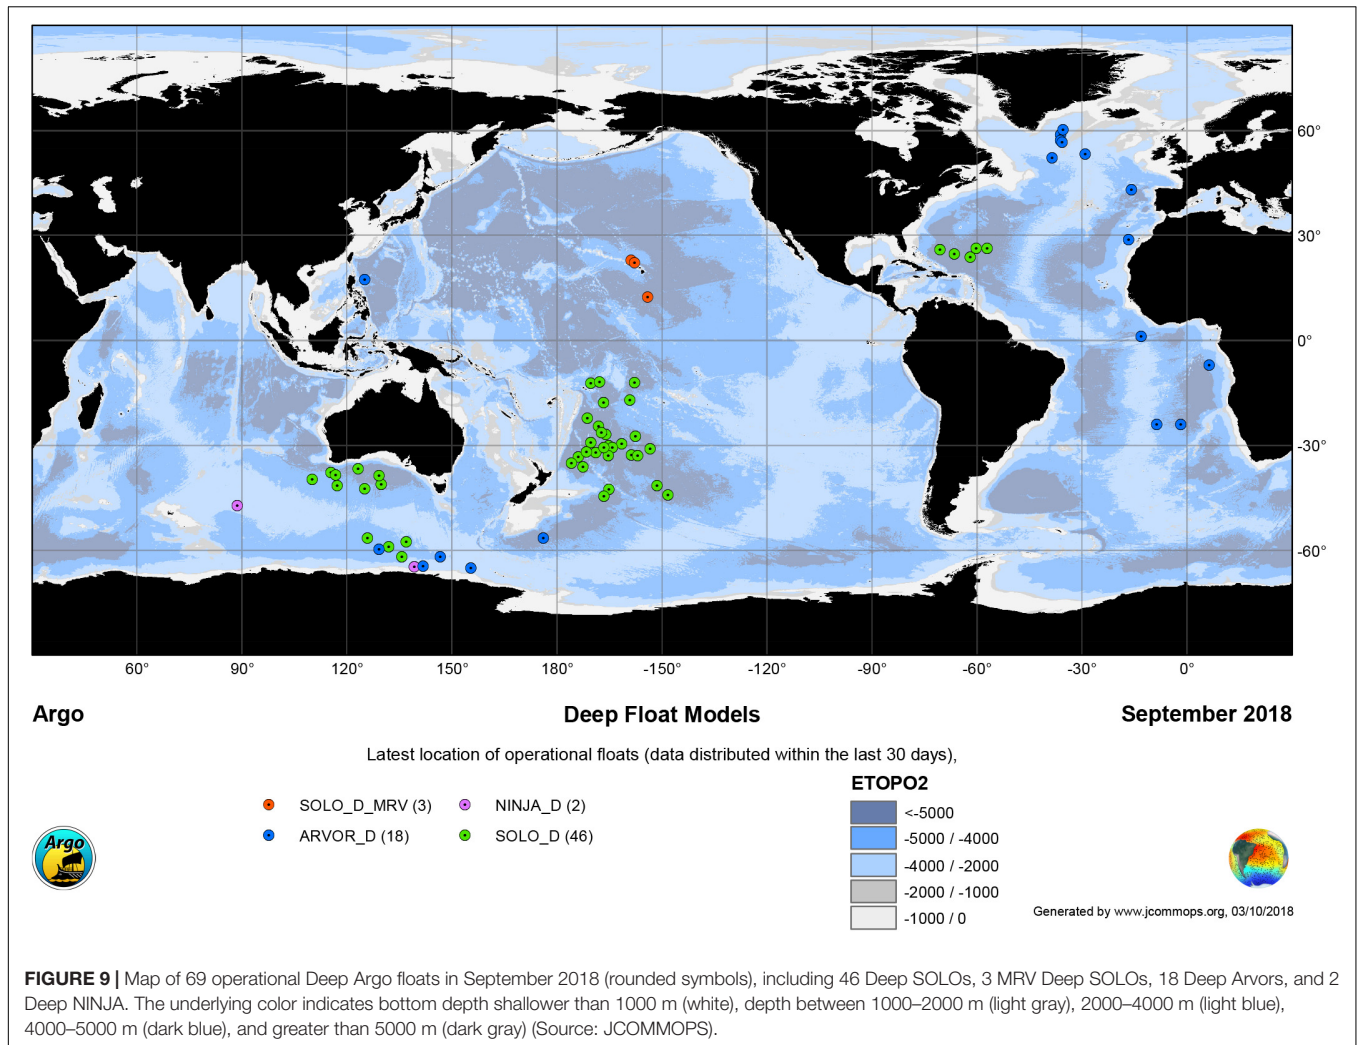 60°
30°
0°
-30°
-60°
60° 90° 120° 150° 180° -150° -120° -90° -60° -30° 0°
Argo Deep Float Models September 2018
Latest location of operational floats (data distributed within the last 30 days),
SOLO_D_MRV (3) NINJA_D (2)
ARVOR_D (18) SOLO_D (46)
ETOPO2
<-5000
-5000 / -4000
-4000 / -2000
-2000 / -1000
-1000 / 0
Argo
Generated by www.jcommops.org, 03/10/2018
FIGURE 9 | Map of 69 operational Deep Argo floats in September 2018 (rounded symbols), including 46 Deep SOLOs, 3 MRV Deep SOLOs, 18 Deep Arvors, and 2
Deep NINJA. The underlying color indicates bottom depth shallower than 1000 m (white), depth between 1000–2000 m (light gray), 2000–4000 m (light blue),
4000–5000 m (dark blue), and greater than 5000 m (dark gray) (Source: JCOMMOPS).